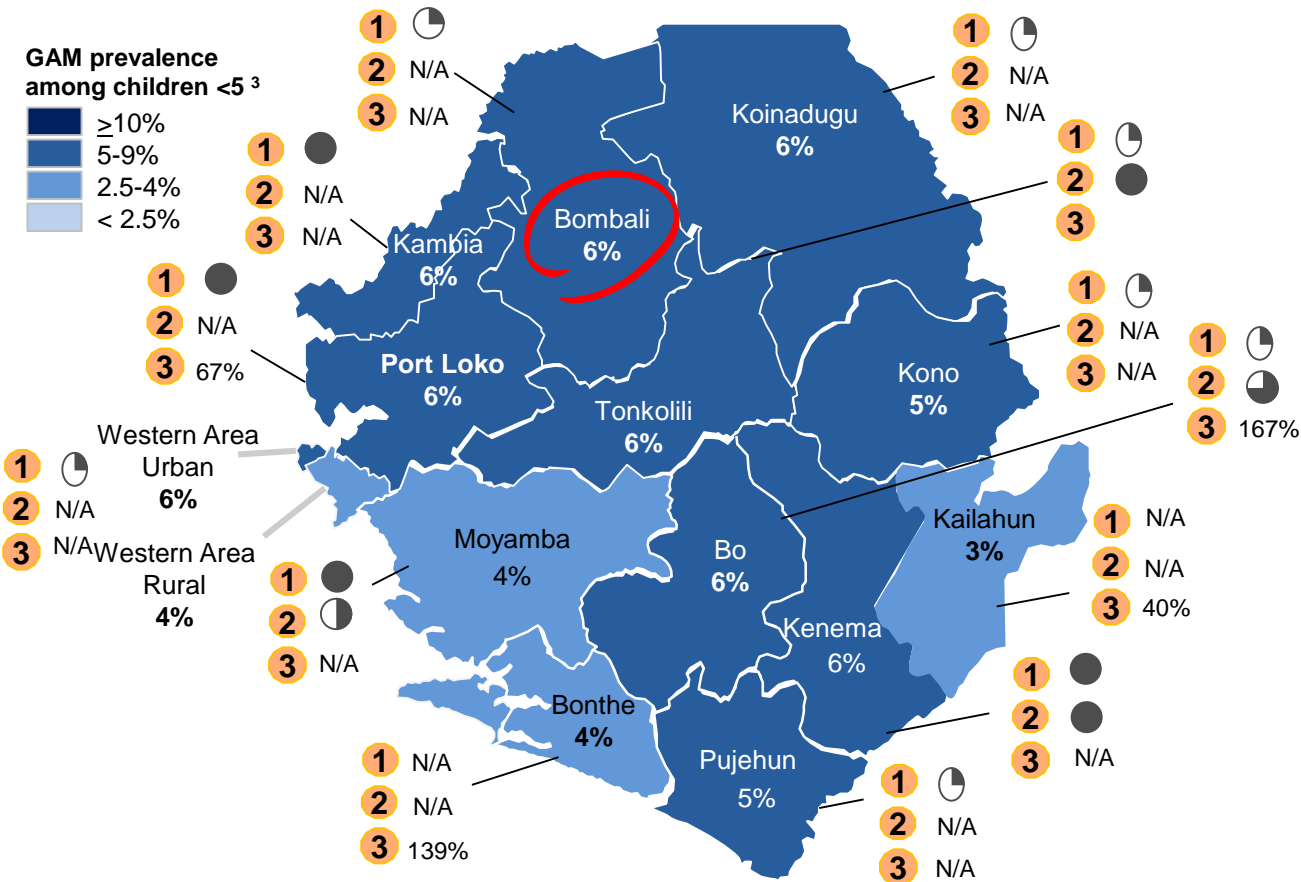 GAM prevalence
among children <5 ³
≥10%
5-9%
2.5-4%
< 2.5%
1
2 N/A
3 N/A
1
2 N/A
3 N/A
1
2 N/A
3 N/A
1
2
3
1
2 N/A
3 67%
1
2 N/A
3 N/A
1
2
3 167%
1
2 N/A
3 N/A
1 N/A
2 N/A
3 40%
1
2
3 N/A
1
2
3 N/A
1 N/A
2 N/A
3 139%
1
2 N/A
3 N/A
Koinadugu
6%
Bombali
6%
Kambia
6%
Port Loko
6%
Kono
5%
Tonkolili
6%
Western Area
Urban
6%
Western Area
Rural
4%
Moyamba
4%
Bo
6%
Kailahun
3%
Kenema
6%
Bonthe
4%
Pujehun
5%